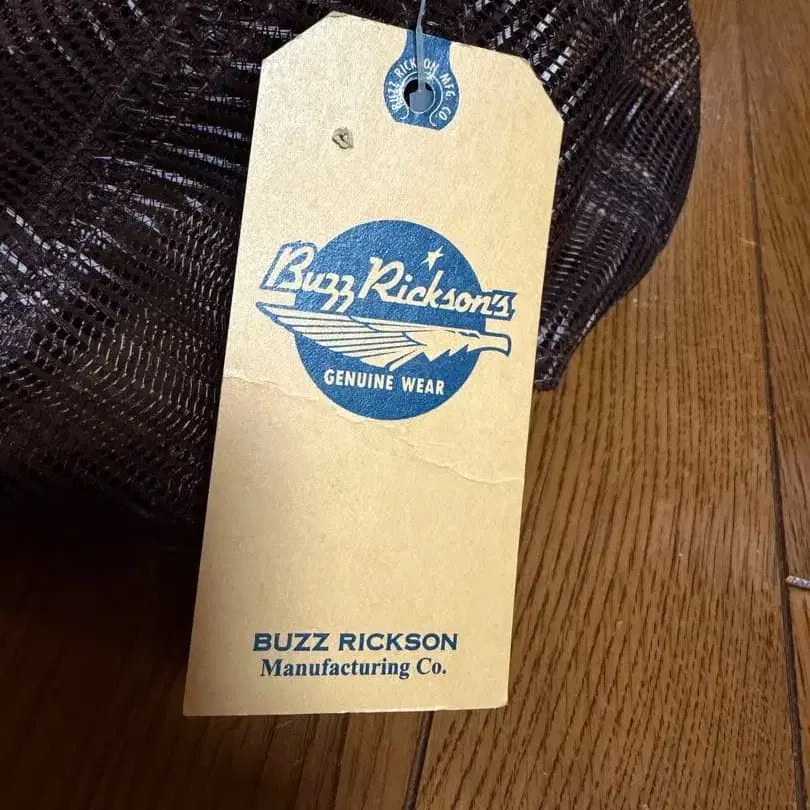 BUZZ RICKSON MFG. CO.
Buzz Rickson's
GENUINE WEAR
BUZZ RICKSON
Manufacturing Co.